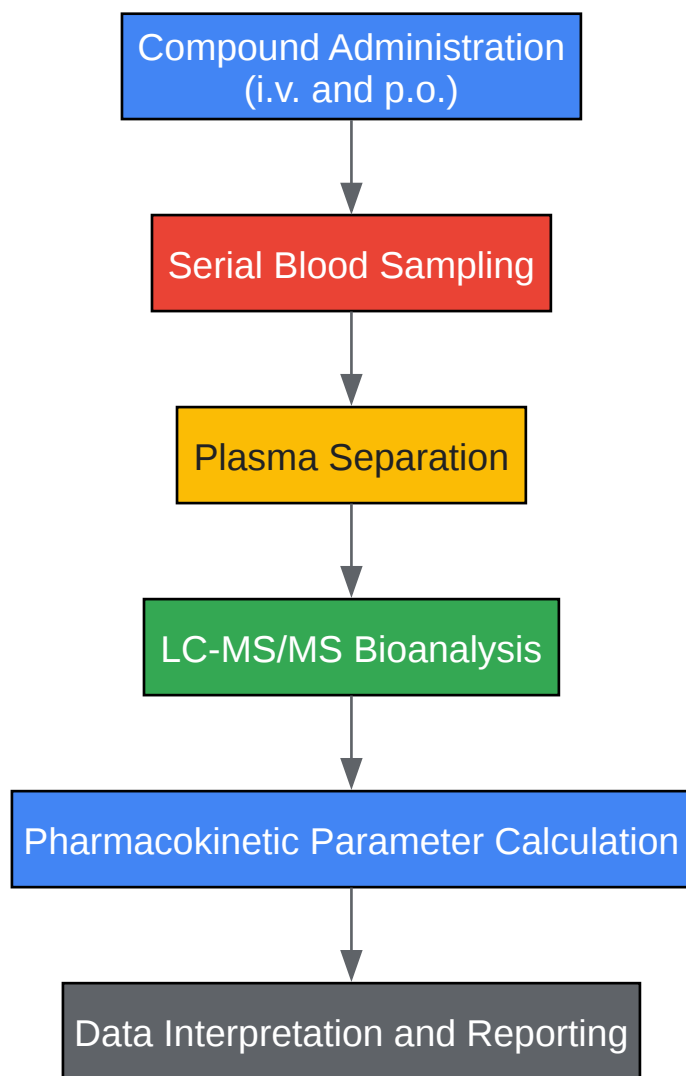 Compound Administration
(i.v. and p.o.)
Serial Blood Sampling
Plasma Separation
LC-MS/MS Bioanalysis
Pharmacokinetic Parameter Calculation
Data Interpretation and Reporting